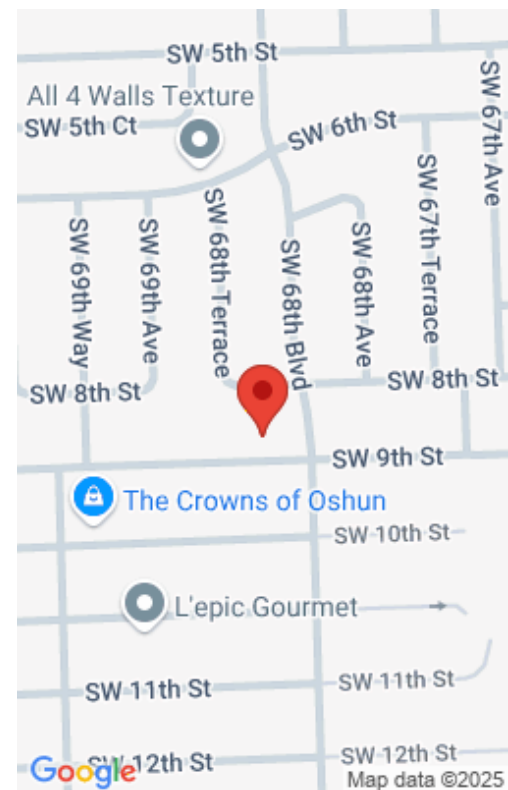 SW 5th St
All 4 Walls Texture
SW 5th Ct
SW 6th St
SW 67th Ave
SW 69th Way
SW 69th Ave
SW 68th Terrace
SW 68th Blvd
SW 68th Ave
SW 67th Terrace
SW 8th St
SW 8th St
SW 9th St
The Crowns of Oshun
SW 10th St
L'epic Gourmet
SW 11th St
SW 11th St
SW 12th St
SW 12th St
Google
Map data ©2025